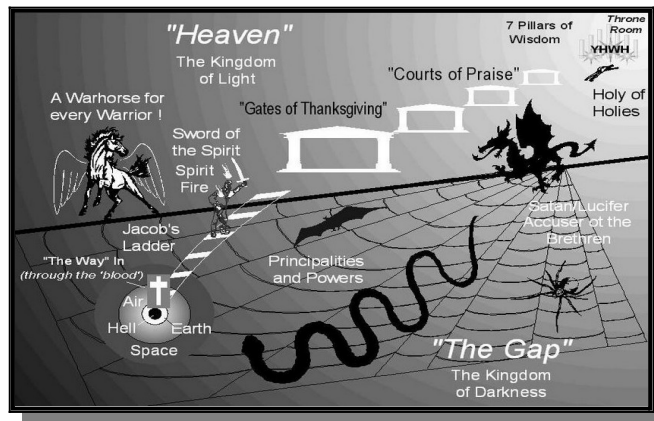 "Heaven"
The Kingdom
of Light
7 Pillars of
Wisdom
Throne
Room
YHWH
Holy of
Holies
"Courts of Praise"
"Gates of Thanksgiving"
A Warhorse for
every Warrior !
Sword of
the Spirit
Spirit
Fire
Jacob's
Ladder
"The Way" In
(through the 'blood')
Air
Hell
Earth
Space
Principalities
and Powers
Satan/Lucifer
Accuser ot the
Brethren
"The Gap"
The Kingdom
of Darkness